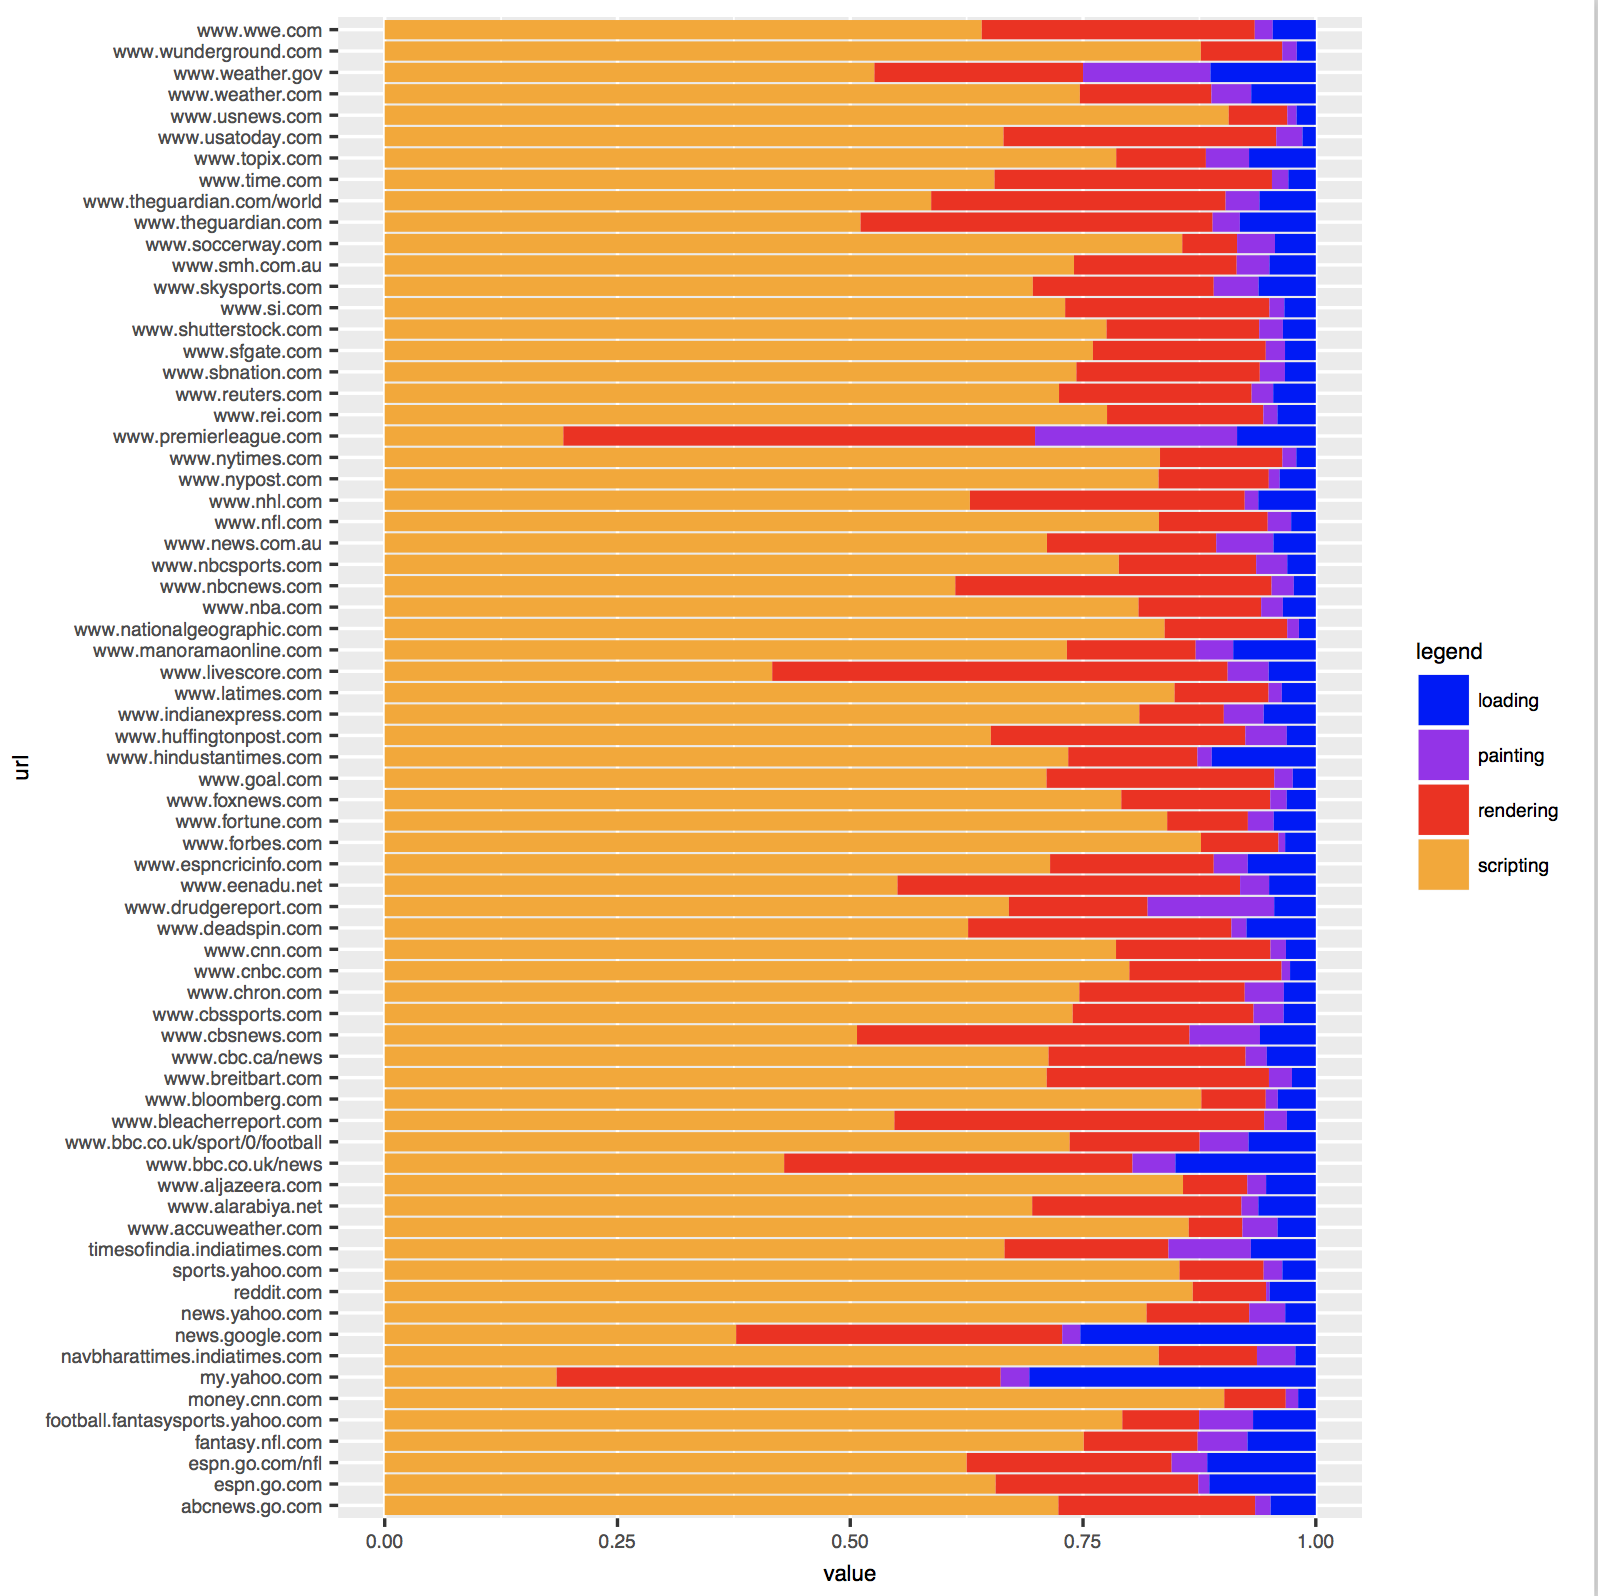 www.wwe.com
www.wunderground.com
www.weather.gov
www.weather.com
www.usnews.com
www.usatoday.com
www.topix.com
www.time.com
www.theguardian.com/world
www.theguardian.com
www.soccerway.com
www.smh.com.au
www.skysports.com
www.si.com
www.shutterstock.com
www.sfgate.com
www.sbnation.com
www.reuters.com
www.rei.com
www.premierleague.com
www.nytimes.com
www.nypost.com
www.nhl.com
www.nfl.com
www.news.com.au
www.nbcsports.com
www.nbcnews.com
www.nba.com
www.nationalgeographic.com
www.manoramaonline.com
www.livescore.com
www.latimes.com
www.indianexpress.com
www.huffingtonpost.com
www.hindustantimes.com
www.goal.com
www.foxnews.com
www.fortune.com
www.forbes.com
www.espncricinfo.com
www.eenadu.net
www.drudgereport.com
www.deadspin.com
www.cnn.com
www.cnbc.com
www.chron.com
www.cbssports.com
www.cbsnews.com
www.cbc.ca/news
www.breitbart.com
www.bloomberg.com
www.bleacherreport.com
www.bbc.co.uk/sport/0/football
www.bbc.co.uk/news
www.aljazeera.com
www.alarabiya.net
www.accuweather.com
timesofindia.indiatimes.com
sports.yahoo.com
reddit.com
news.yahoo.com
news.google.com
navbharattimes.indiatimes.com
my.yahoo.com
money.cnn.com
football.fantasysports.yahoo.com
fantasy.nfl.com
espn.go.com/nfl
espn.go.com
abcnews.go.com
url
0.00 0.25 0.50 0.75 1.00
value
legend
loading
painting
rendering
scripting